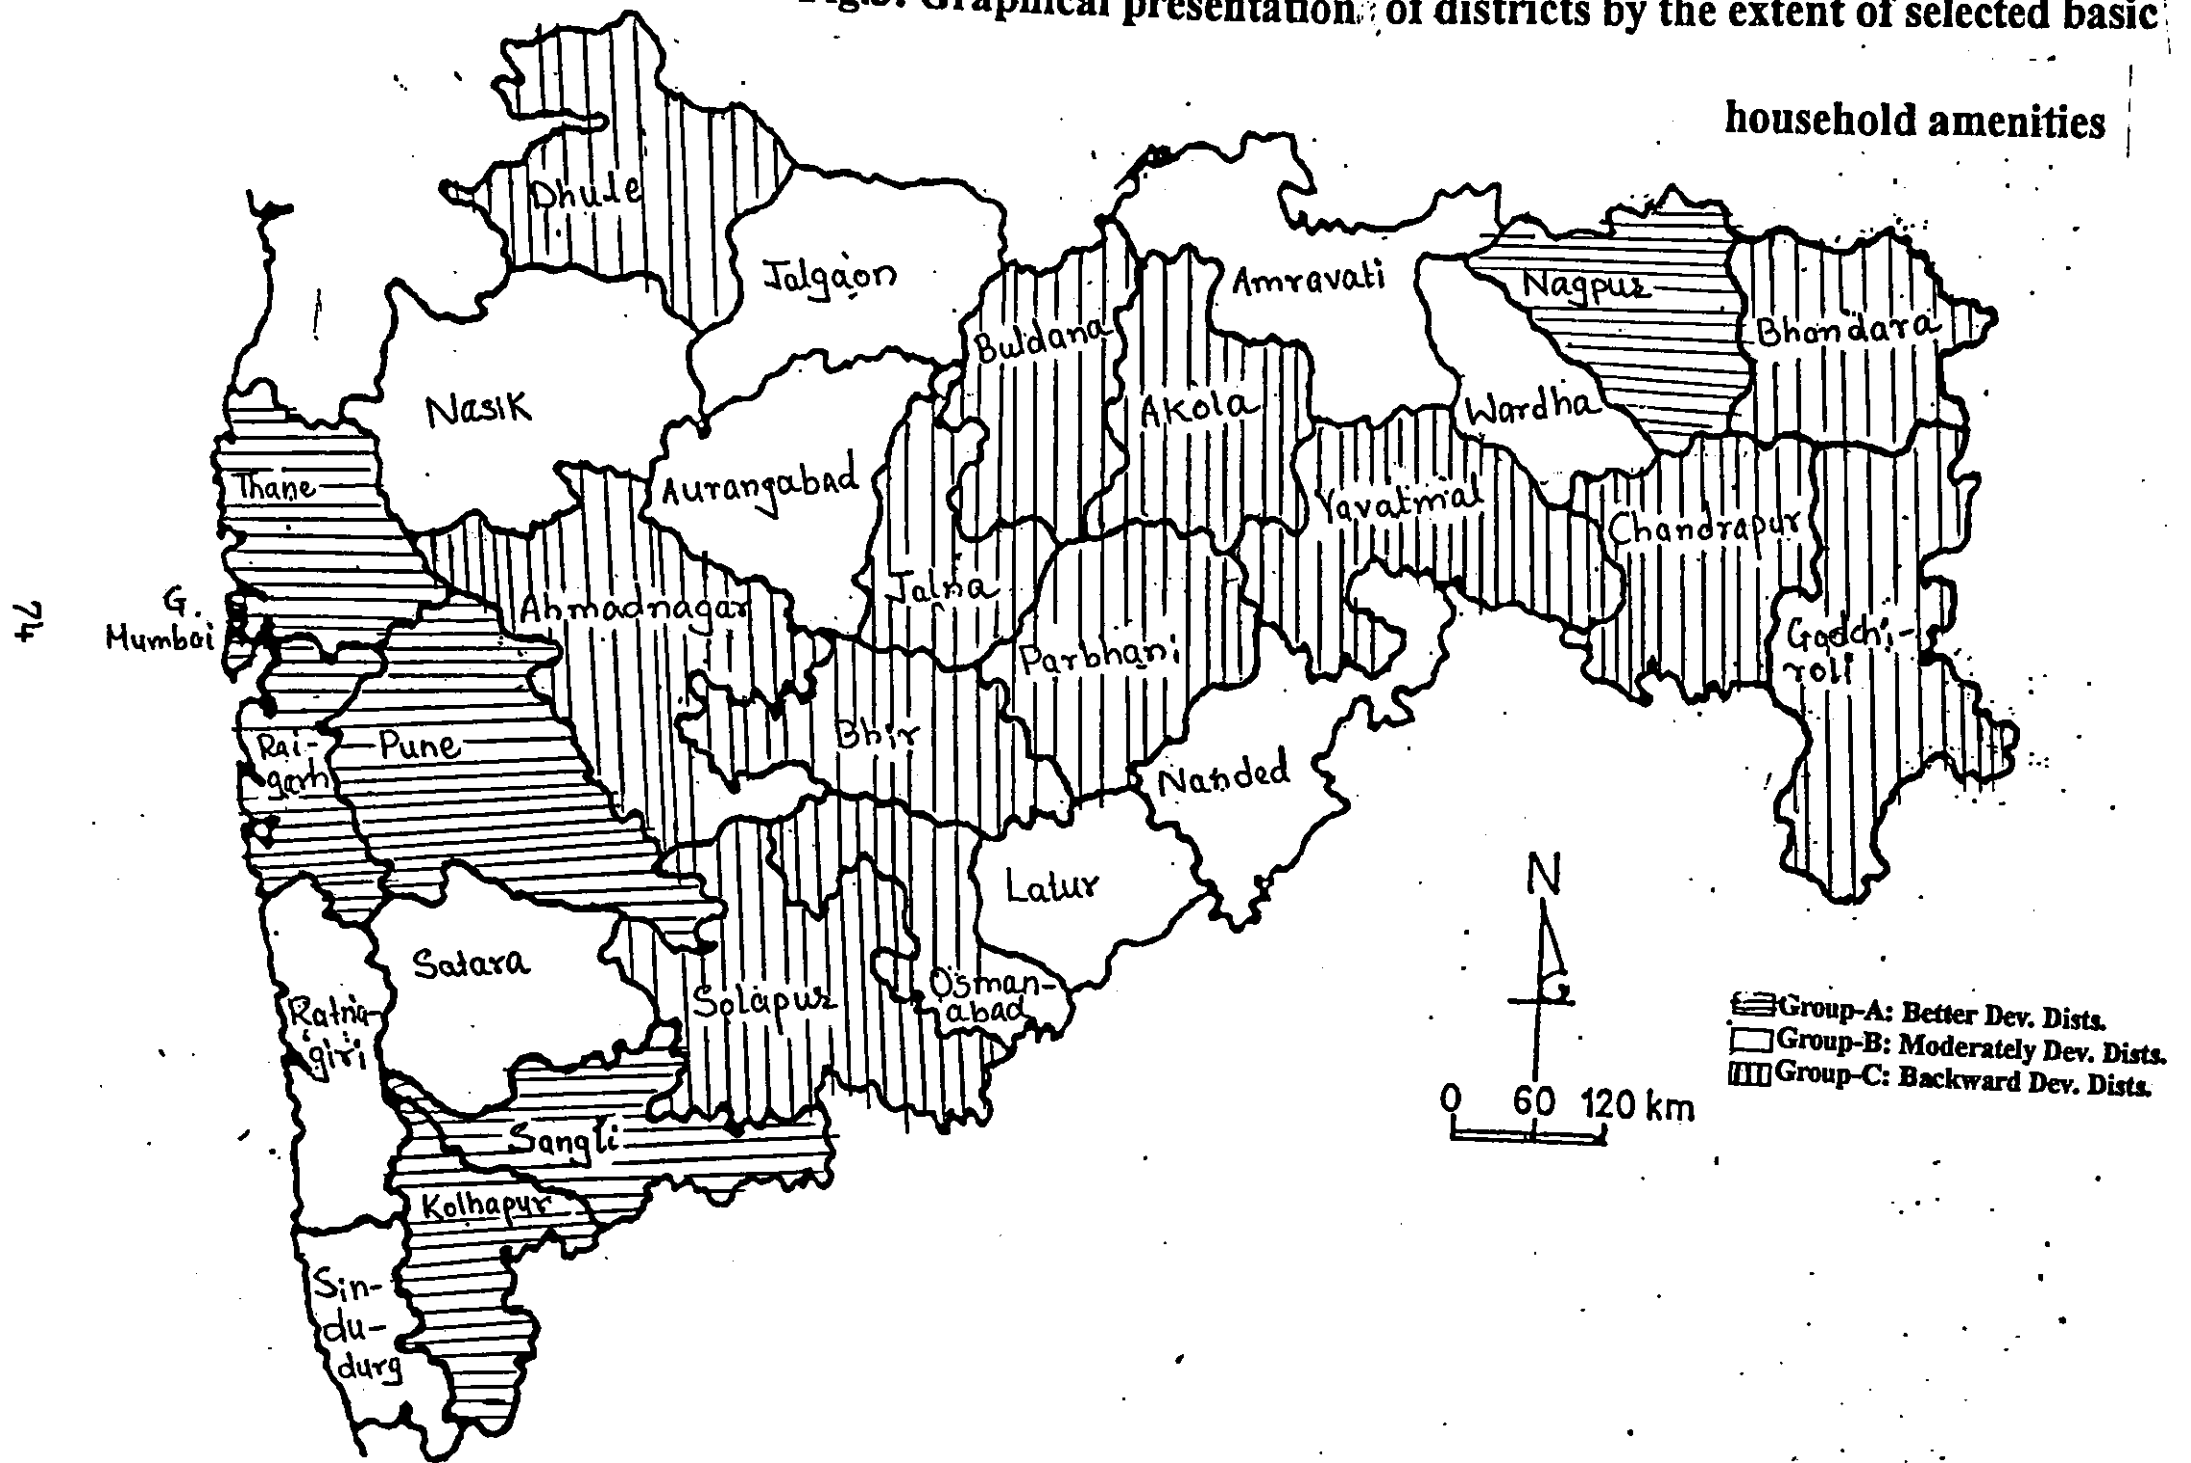 Graphical presentation of districts by the extent of selected basic
household amenities
Dhule
Jalgaon
Amravati
Nagpur
Bhandara
Buldana
Nasik
Akola
Wardha
Thane
Aurangabad
Yavatmal
Chandrapur
Jalna
G.
Mumbai
Ahmadnagar
Parbhani
Gadchi-
roli
Rai-
garh
Pune
Bhir
Nanded
Latur
Satara
Solapur
Osman-
abad
Ratna-
giri
Sangli
Kolhapur
Sin-
du-
durg
N
Group-A: Better Dev. Dists.
Group-B: Moderately Dev. Dists.
Group-C: Backward Dev. Dists.
0 60 120 km
74